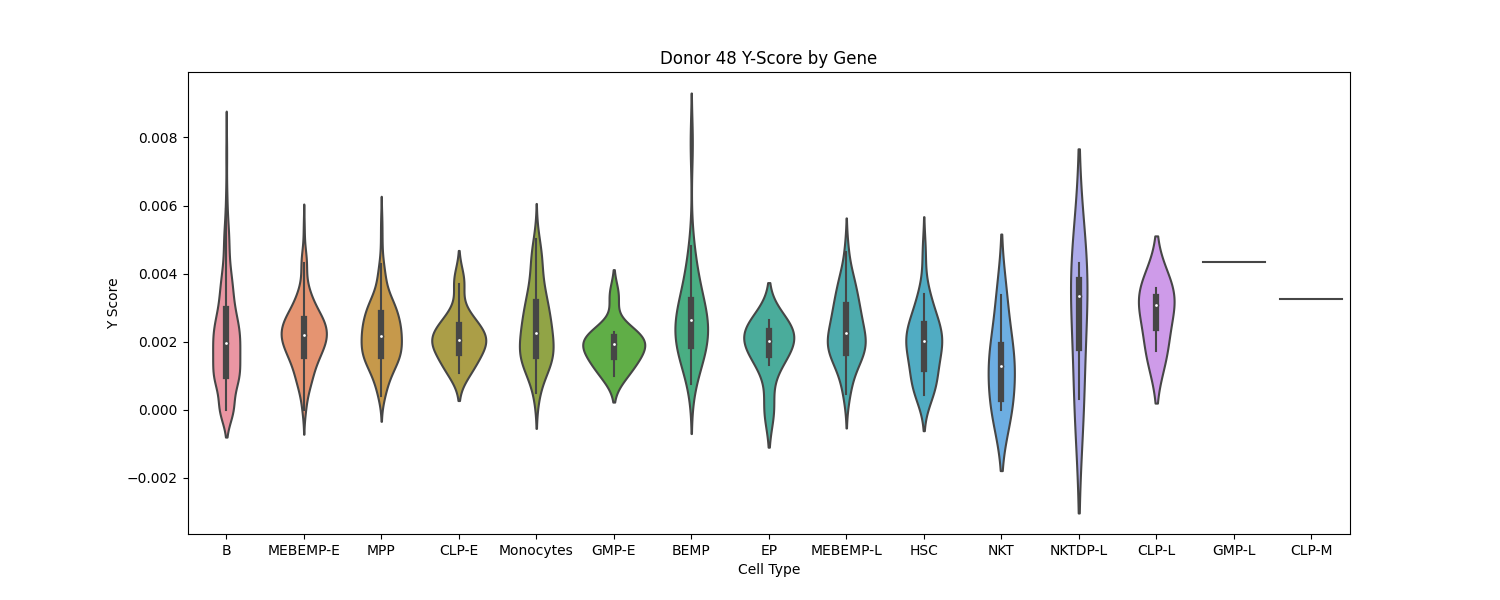 Donor 48 Y-Score by Gene
Y Score
0.008
0.006
0.004
0.002
0.000
−0.002
B MEBEMP-E MPP CLP-E Monocytes GMP-E BEMP EP MEBEMP-L HSC NKT NKTDP-L CLP-L GMP-L CLP-M
Cell Type